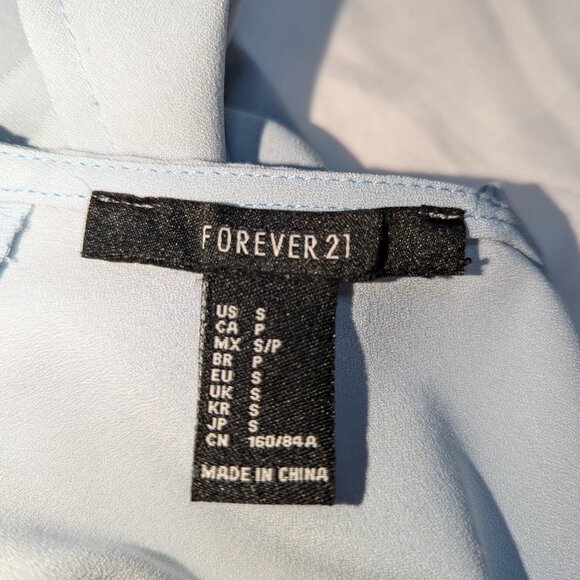 FOREVER 21
US S
CA P
MX S/P
BR P
EU S
UK S
KR S
JP S
CN 160/84A
MADE IN CHINA